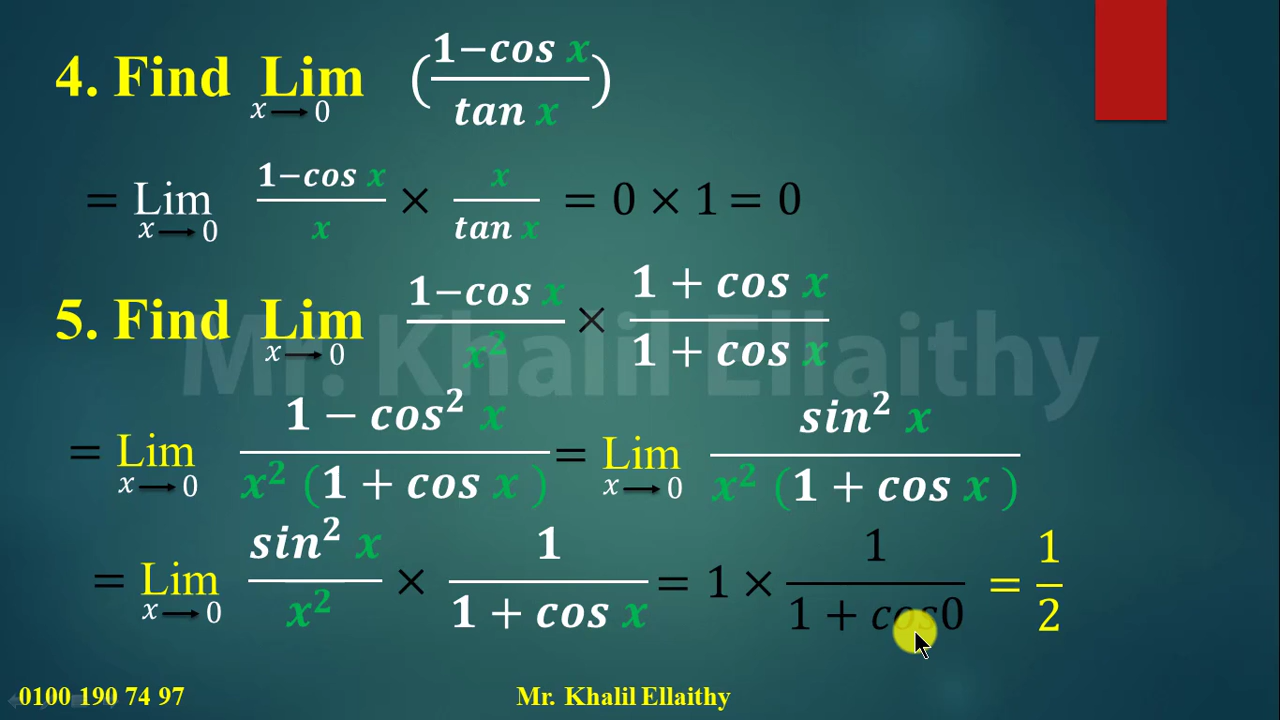 4. Find Lim x→0 (1−cos x / tan x)
= Lim x→0 1−cos x / x × x / tan x = 0 × 1 = 0
5. Find Lim x→0 1−cos x / x² × 1 + cos x / 1 + cos x
Mr. Khalil Ellaithy
= Lim x→0 1 − cos² x / x² (1 + cos x ) = Lim x→0 sin² x / x² (1 + cos x )
= Lim x→0 sin² x / x² × 1 / 1 + cos x = 1 × 1 / 1 + cos0 = 1 / 2
0100 190 74 97 Mr. Khalil Ellaithy